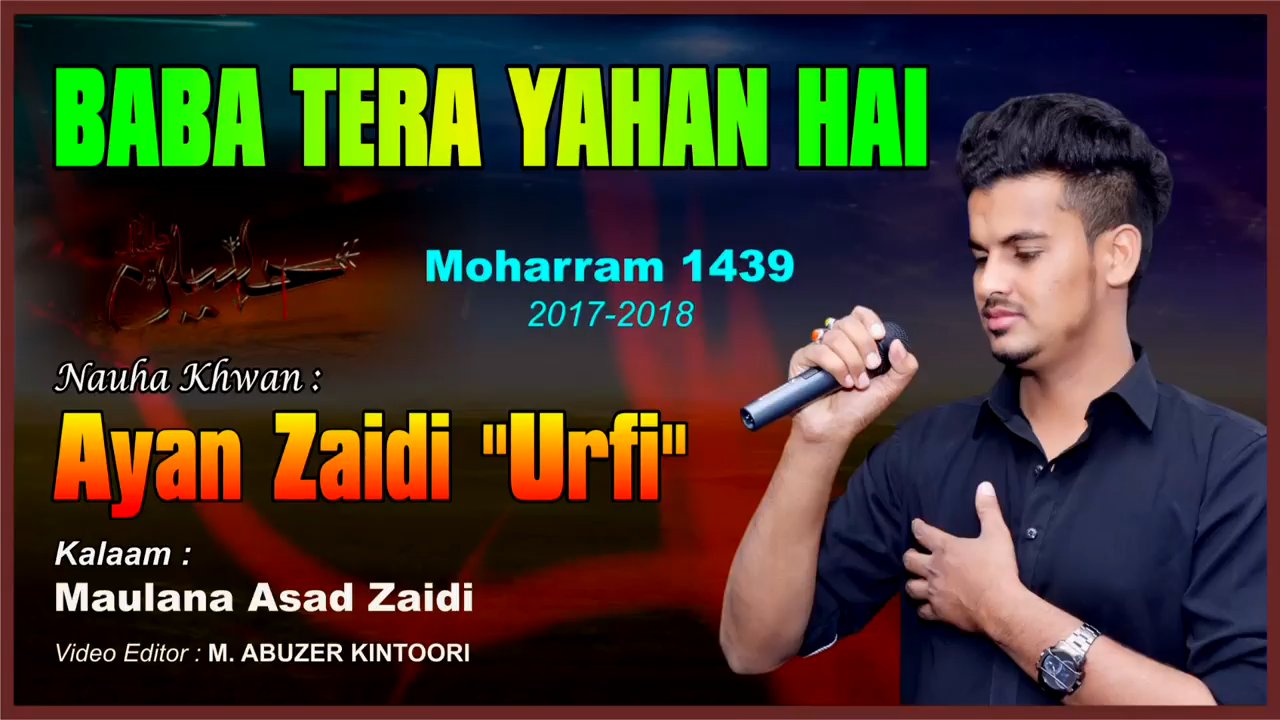 BABA TERA YAHAN HAI
حسین
Moharram 1439
2017-2018
Nauha Khwan :
Ayan Zaidi "Urfi"
Kalaam :
Maulana Asad Zaidi
Video Editor : M. ABUZER KINTOORI